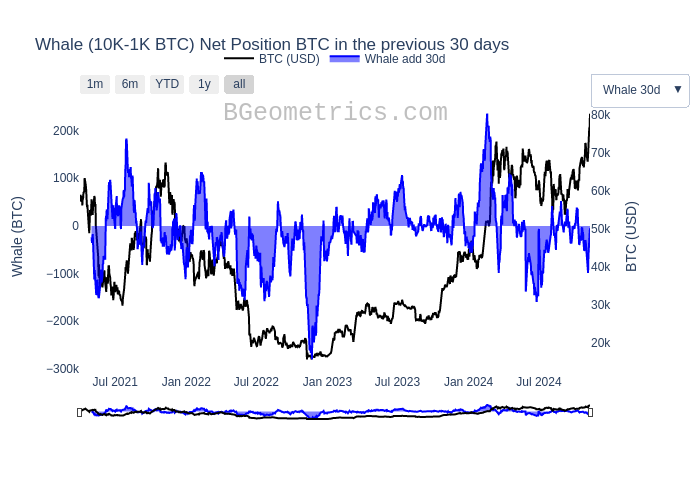 Whale (10K-1K BTC) Net Position BTC in the previous 30 days
BTC (USD) Whale add 30d
1m 6m YTD 1y all
Whale 30d ▼
BGeometrics.com
200k
100k
0
−100k
−200k
−300k
Whale (BTC)
80k
70k
60k
50k
40k
30k
20k
BTC (USD)
Jul 2021 Jan 2022 Jul 2022 Jan 2023 Jul 2023 Jan 2024 Jul 2024